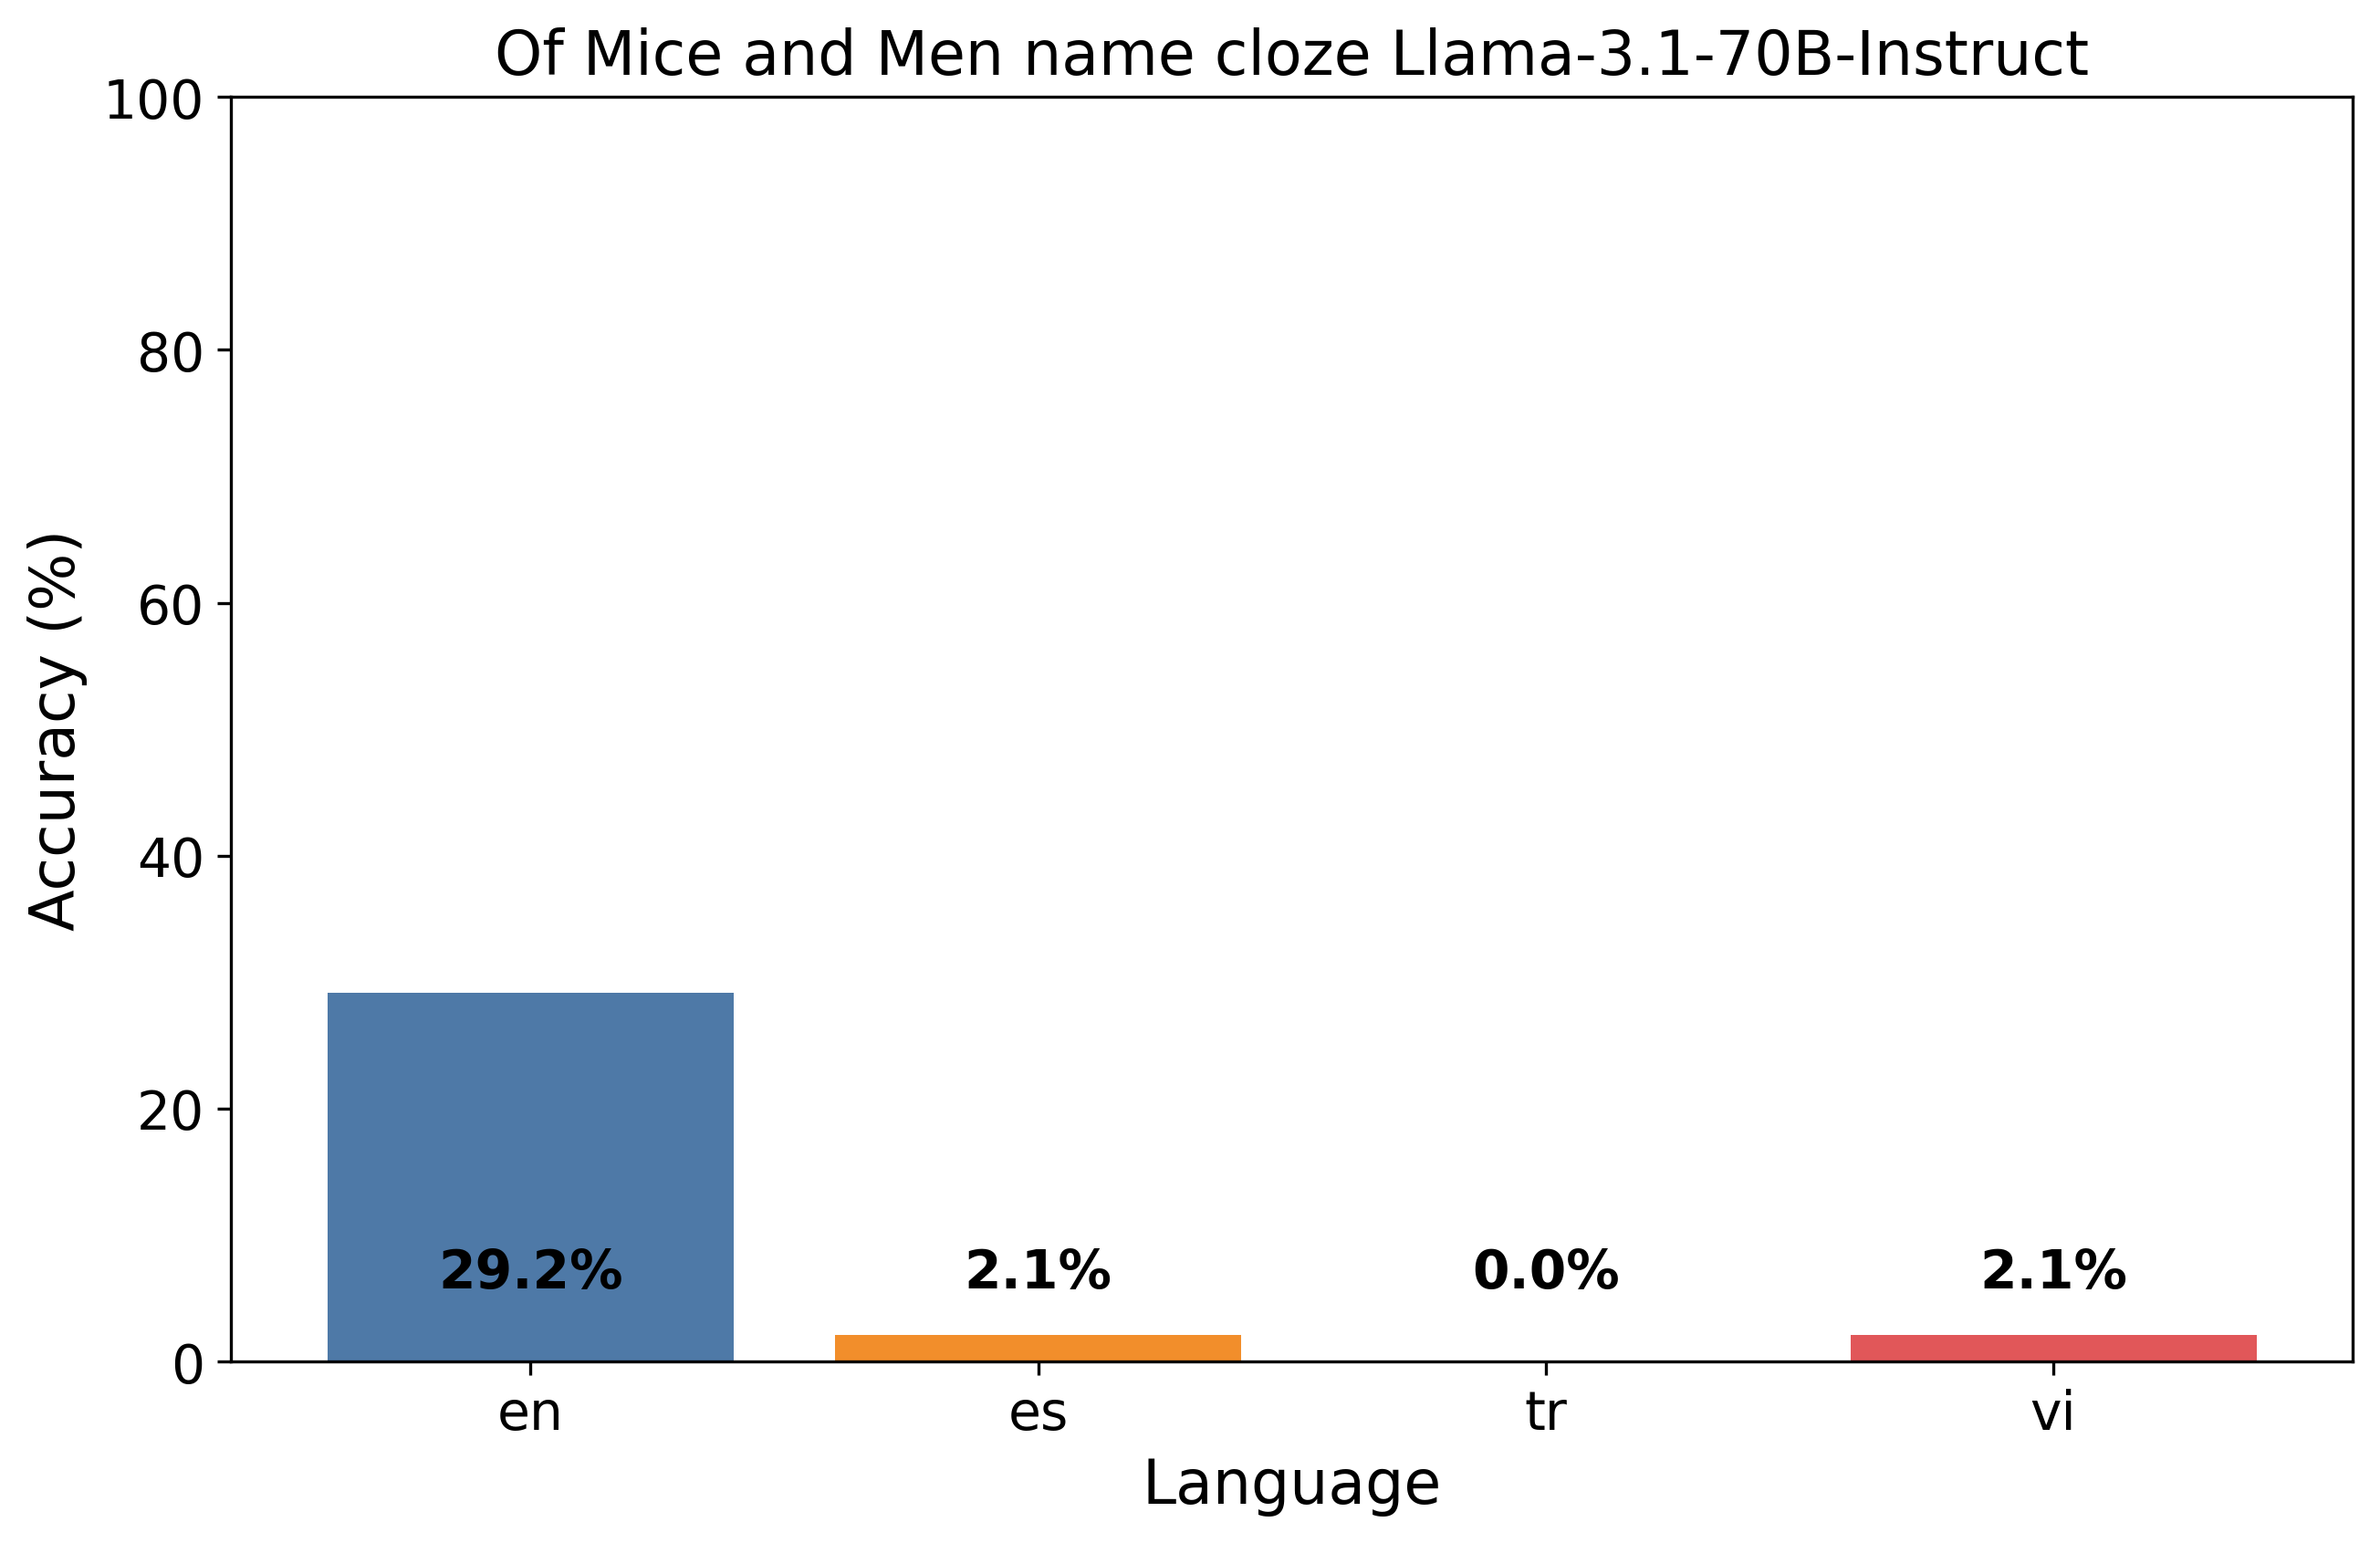 Of Mice and Men name cloze Llama-3.1-70B-Instruct
Accuracy (%)
100
80
60
40
20
0
29.2%
2.1%
0.0%
2.1%
en
es
tr
vi
Language